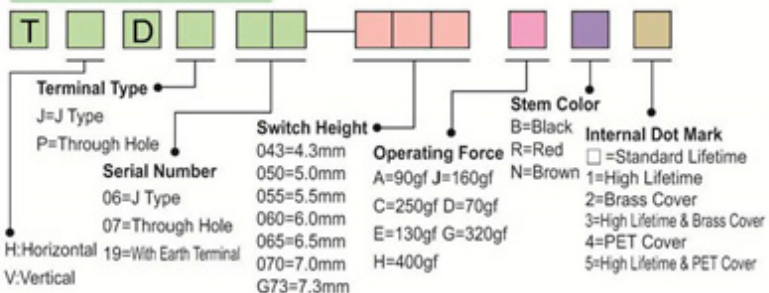 T D
Terminal Type
J=J Type
P=Through Hole
Serial Number
06=J Type
07=Through Hole
19=With Earth Terminal
H:Horizontal
V:Vertical
Switch Height
043=4.3mm
050=5.0mm
055=5.5mm
060=6.0mm
065=6.5mm
070=7.0mm
G73=7.3mm
Operating Force
A=90gf J=160gf
C=250gf D=70gf
E=130gf G=320gf
H=400gf
Stem Color
B=Black
R=Red
N=Brown
Internal Dot Mark
□=Standard Lifetime
1=High Lifetime
2=Brass Cover
3=High Lifetime & Brass Cover
4=PET Cover
5=High Lifetime & PET Cover